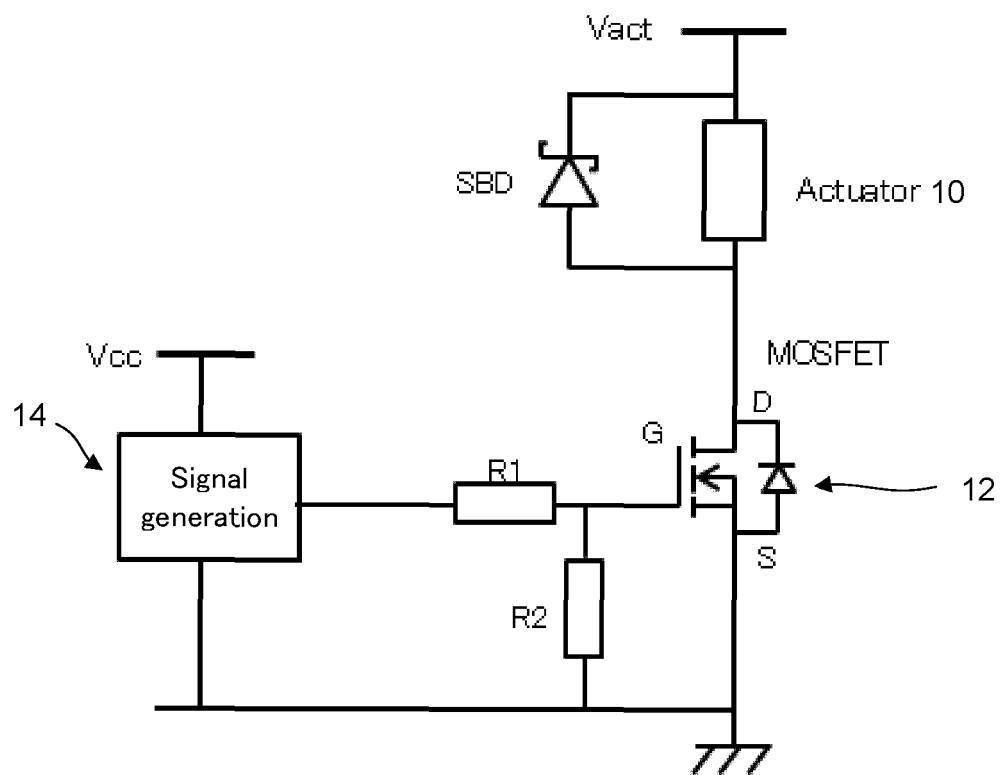 Vact
SBD
Actuator 10
Vcc
MOSFET
14
D
G
Signal
generation
R1
12
S
R2